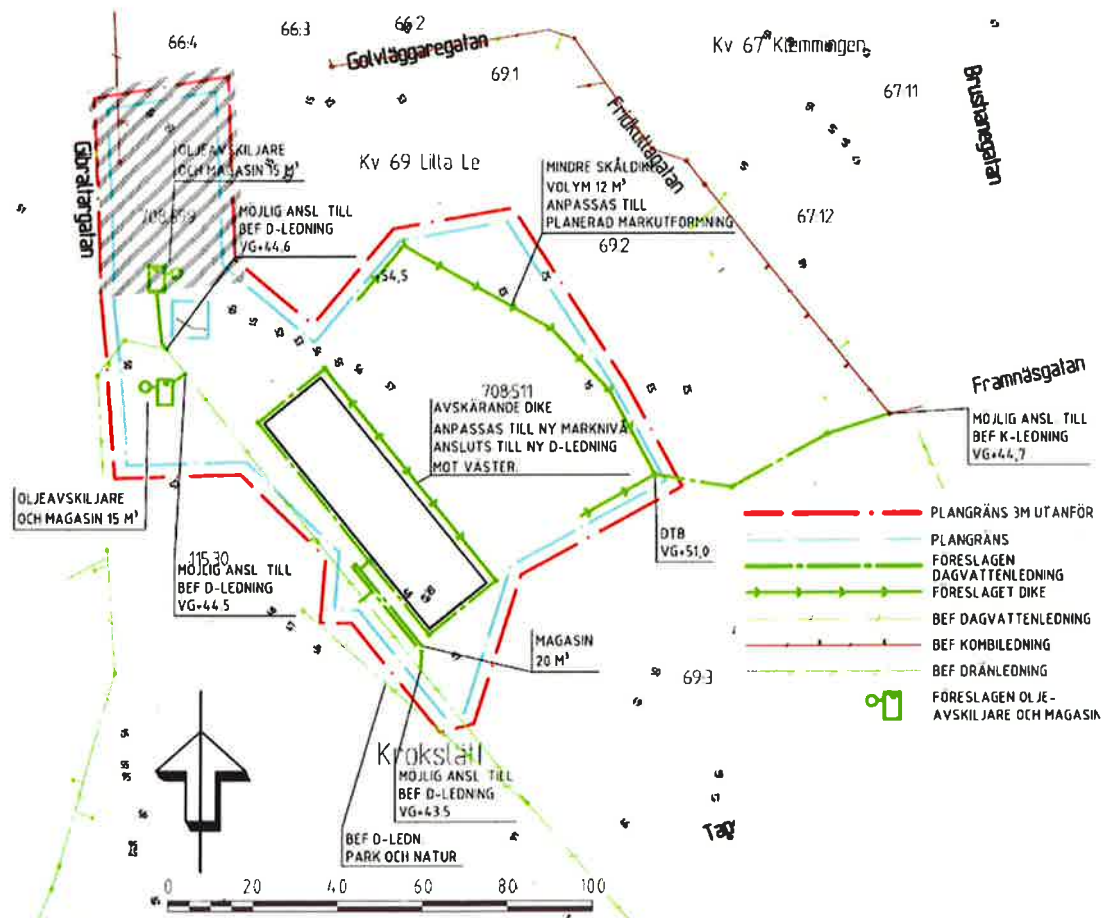 66:4
66:3
66:2
Golvläggaregatan
Kv 67 Klemmingen
69:1
67:11
Brushanegatan
Fridkullagatan
Gibraltargatan
OLJEAVSKILJARE
OCH MAGASIN 15 M³
Kv 69 Lilla Le
MINDRE SKÅLDIKE
VOLYM 12 M³
ANPASSAS TILL
PLANERAD MARKUTFORMNING
MÖJLIG ANSL. TILL
BEF D-LEDNING
VG+44.6
67:12
69:2
+54,5
708:511
Framnäsgatan
AVSKÄRANDE DIKE
ANPASSAS TILL NY MARKNIVÅ
ANSLUTS TILL NY D-LEDNING
MOT VÄSTER.
MÖJLIG ANSL. TILL
BEF K-LEDNING
VG+44,7
OLJEAVSKILJARE
OCH MAGASIN 15 M³
DTB
VG+51,0
115:30
MÖJLIG ANSL TILL
BEF D-LEDNING
VG+44.5
PLANGRÄNS 3M UTANFÖR
PLANGRÄNS
FÖRESLAGEN
DAGVATTENLEDNING
FÖRESLAGET DIKE
BEF DAGVATTENLEDNING
BEF KOMBILEDNING
BEF DRÄNLEDNING
FÖRESLAGEN OLJE-
AVSKILJARE OCH MAGASIN
MAGASIN
20 M³
69:3
Krokslätt
MÖJLIG ANSL TILL
BEF D-LEDNING
VG+43.5
BEF D-LEDN.
PARK OCH NATUR
0 20 40 60 80 100